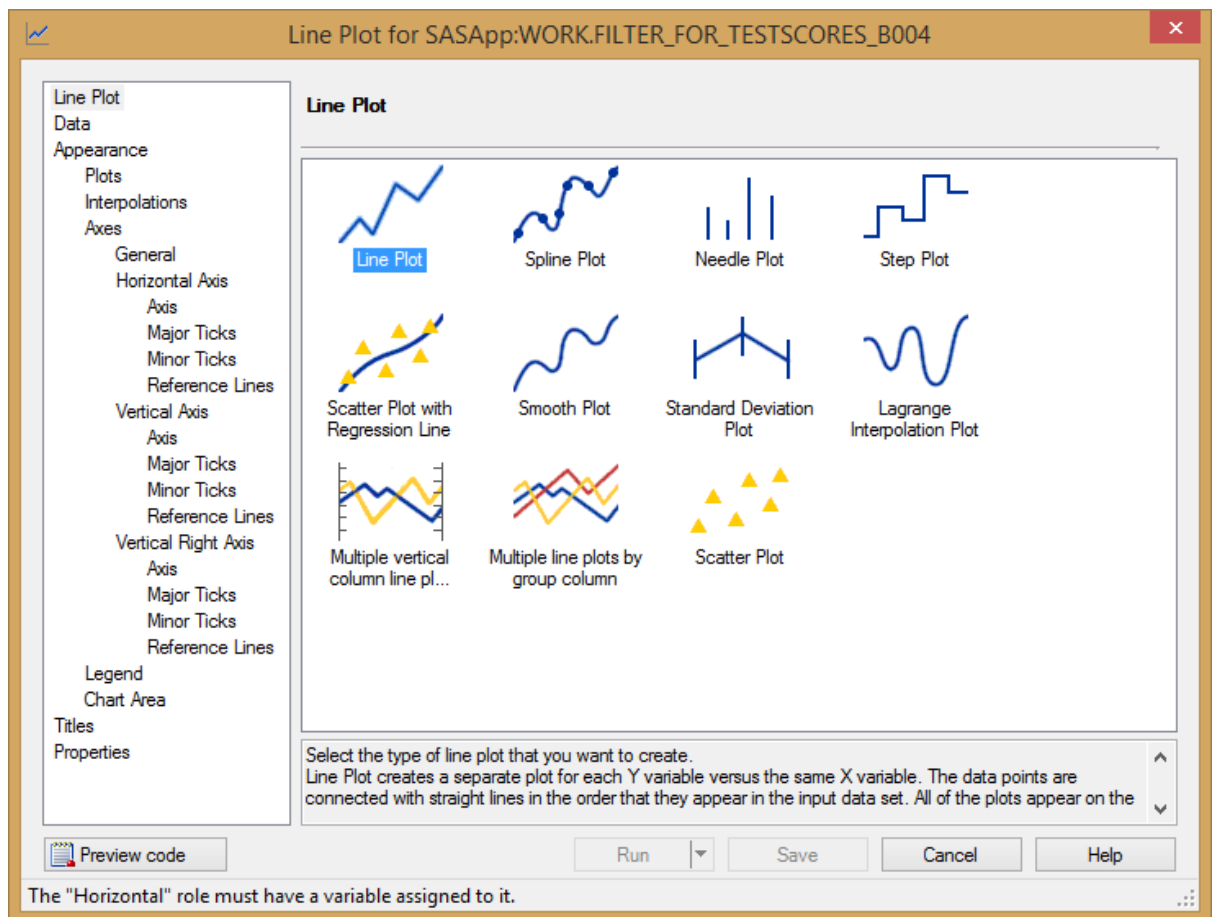 Line Plot for SASApp:WORK.FILTER_FOR_TESTSCORES_B004
Line Plot
Data
Appearance
Plots
Interpolations
Axes
General
Horizontal Axis
Axis
Major Ticks
Minor Ticks
Reference Lines
Vertical Axis
Axis
Major Ticks
Minor Ticks
Reference Lines
Vertical Right Axis
Axis
Major Ticks
Minor Ticks
Reference Lines
Legend
Chart Area
Titles
Properties
Line Plot
Line Plot
Spline Plot
Needle Plot
Step Plot
Scatter Plot with
Regression Line
Smooth Plot
Standard Deviation
Plot
Lagrange
Interpolation Plot
Multiple vertical
column line pl...
Multiple line plots by
group column
Scatter Plot
Select the type of line plot that you want to create.
Line Plot creates a separate plot for each Y variable versus the same X variable. The data points are
connected with straight lines in the order that they appear in the input data set. All of the plots appear on the
Preview code
Run
Save
Cancel
Help
The "Horizontal" role must have a variable assigned to it.